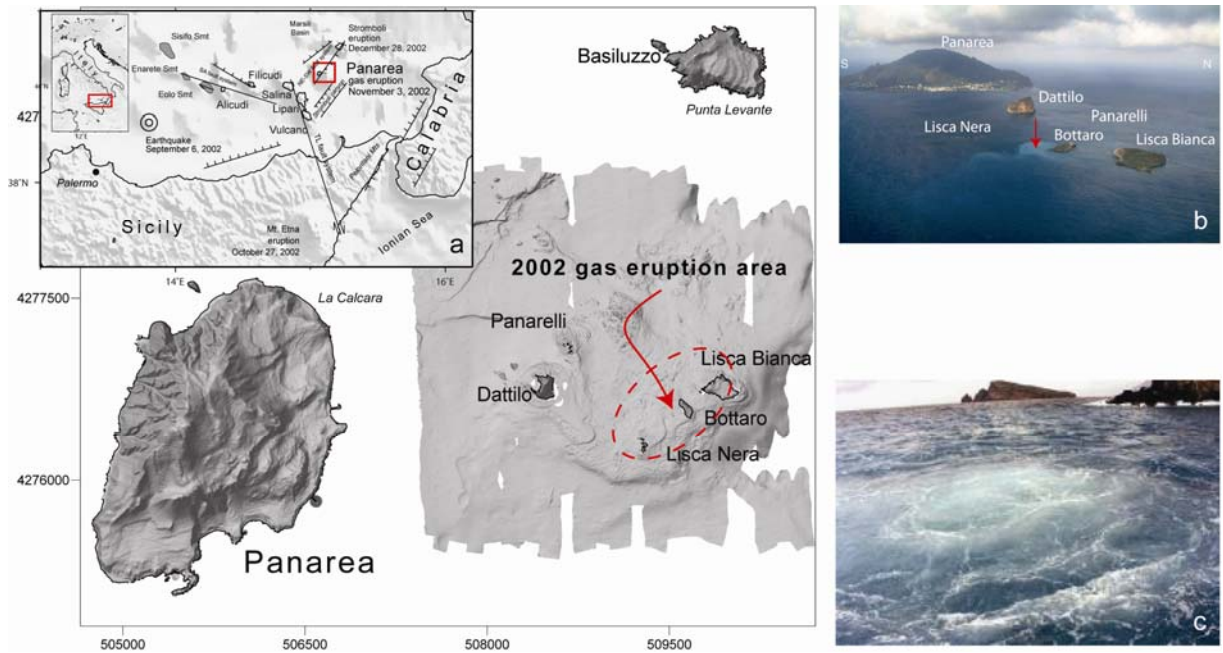 Sisifo Smt
Enarete Smt
Eolo Smt
Alicudi
Filicudi
Salina
Lipari
Vulcano
Marsili
Basin
Stromboli
eruption
December 28, 2002
Panarea
gas eruption
November 3, 2002
Italy
12°E
Earthquake
September 6, 2002
Palermo
38°N
Sicily
Mt. Etna
eruption
October 27, 2002
Ionian Sea
Calabria
a
14°E
16°E
427
4277500
4276000
505000
506500
508000
509500
Basiluzzo
Punta Levante
La Calcara
2002 gas eruption area
Panarelli
Dattilo
Lisca Bianca
Bottaro
Lisca Nera
Panarea
Panarea
S
N
Dattilo
Panarelli
Lisca Nera
Bottaro
Lisca Bianca
b
c